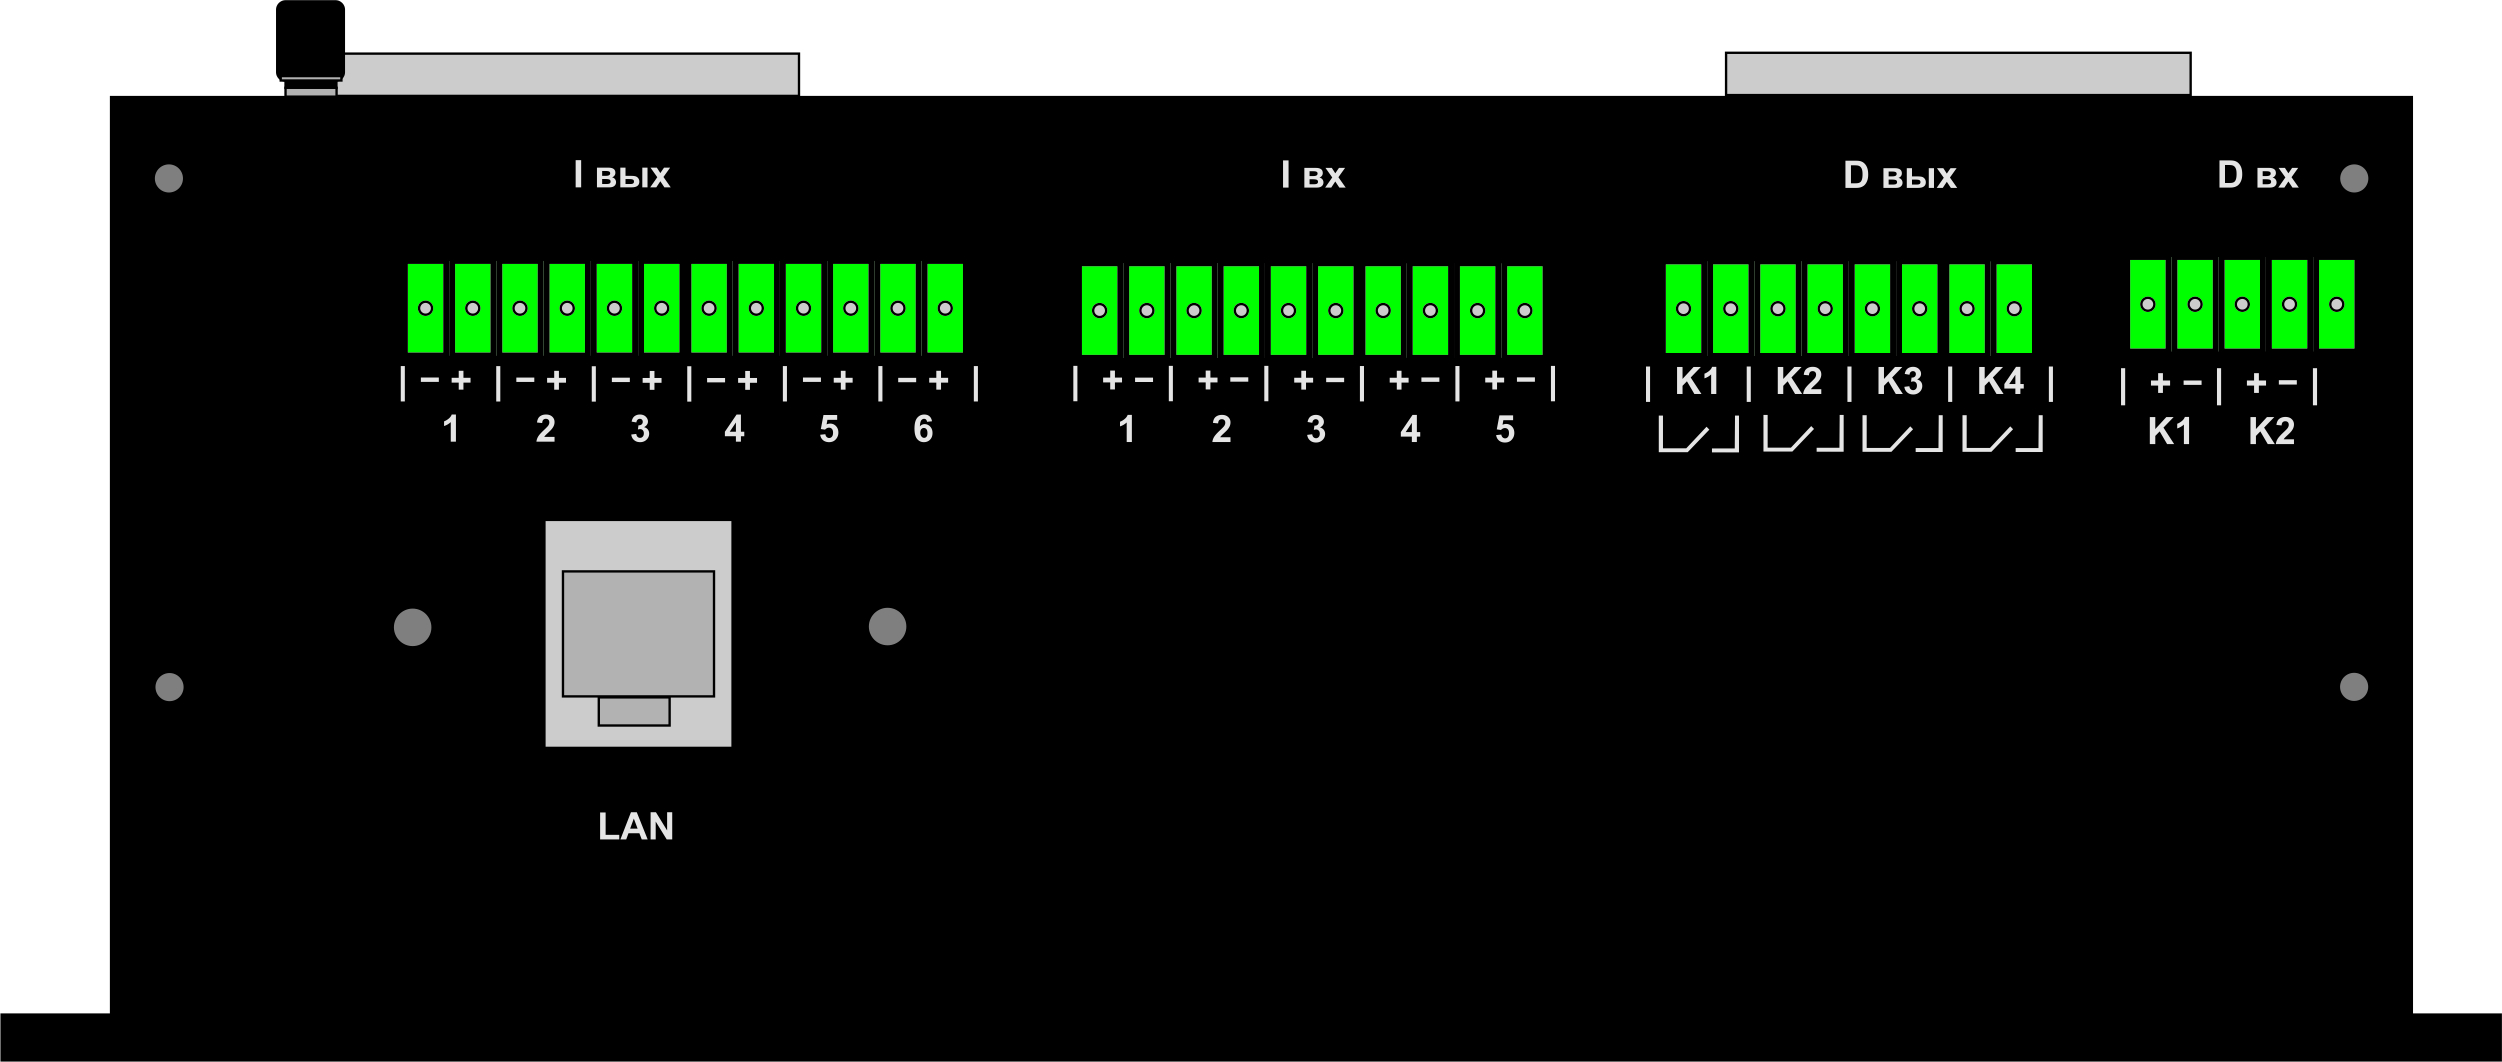 I вых I вх D вых D вх
| − + | − + | − + | − + | − + | − + | | + − | + − | + − | + − | + − | | K1 | K2 | K3 | K4 | | + − | + − |
1 2 3 4 5 6 1 2 3 4 5 K1 K2
LAN